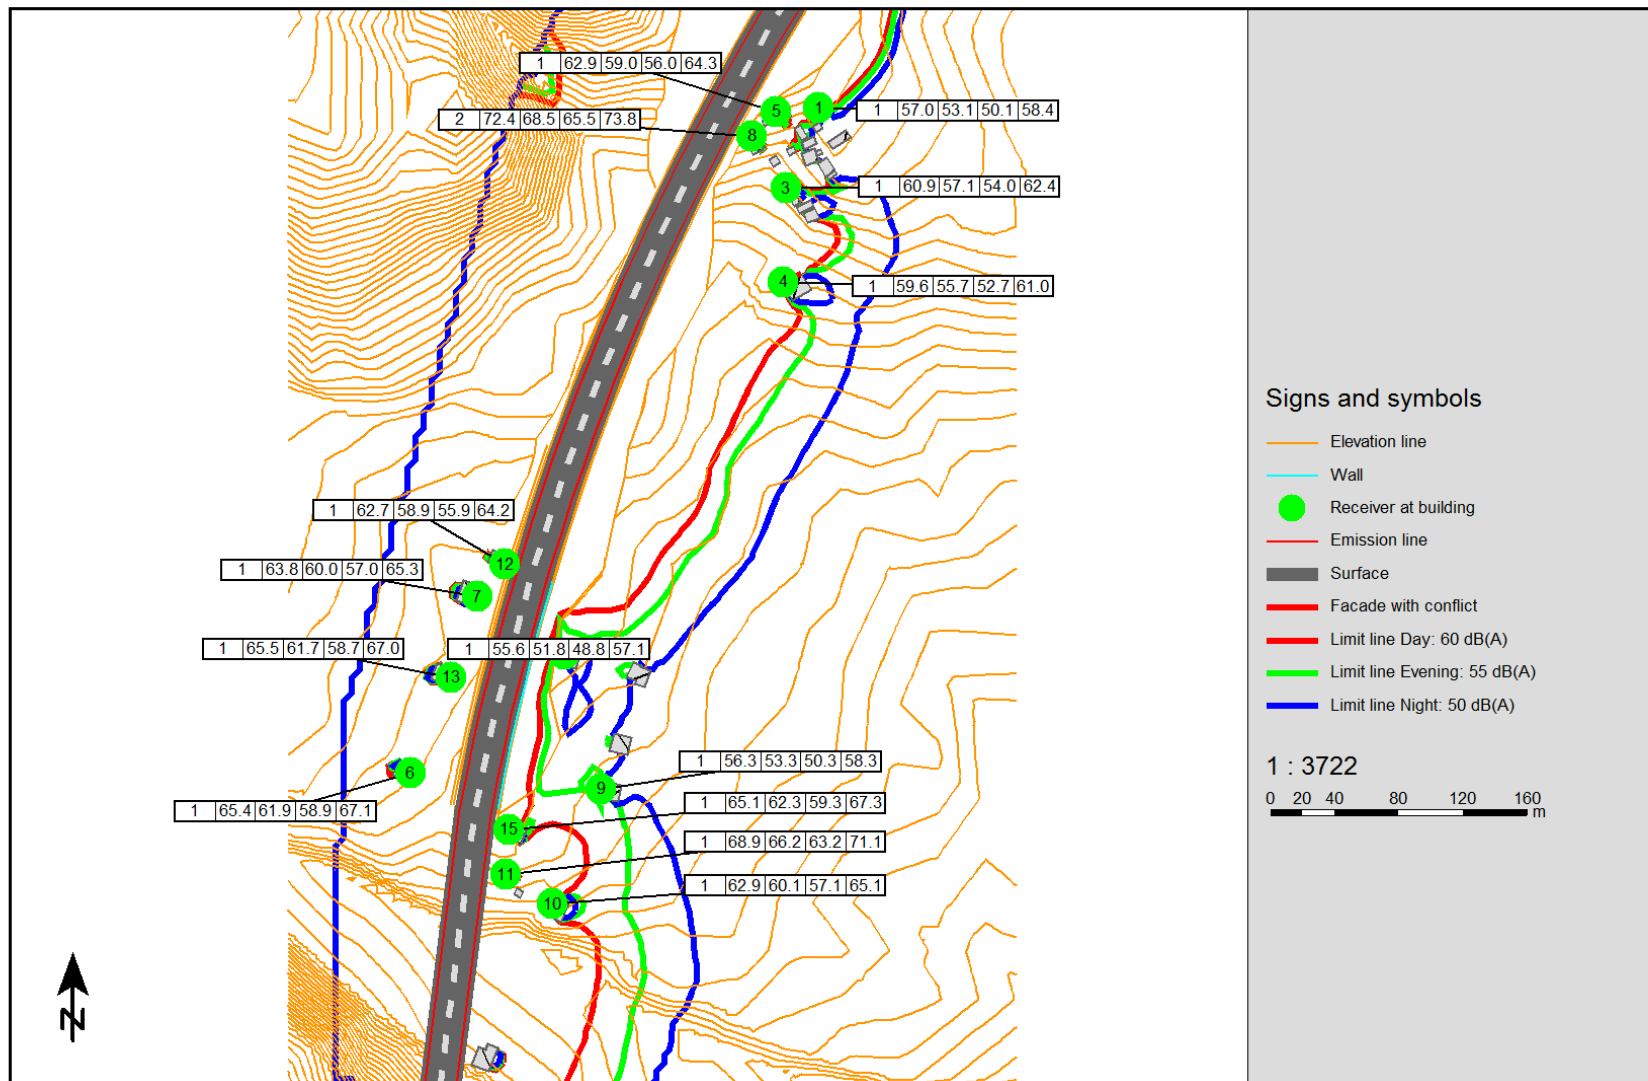 1 62.9 59.0 56.0 64.3
2 72.4 68.5 65.5 73.8
5
1
8
1 57.0 53.1 50.1 58.4
3
1 60.9 57.1 54.0 62.4
4
1 59.6 55.7 52.7 61.0
1 62.7 58.9 55.9 64.2
12
1 63.8 60.0 57.0 65.3
7
1 65.5 61.7 58.7 67.0
1 55.6 51.8 48.8 57.1
13
1 56.3 53.3 50.3 58.3
6
9
1 65.4 61.9 58.9 67.1
1 65.1 62.3 59.3 67.3
15
1 68.9 66.2 63.2 71.1
11
1 62.9 60.1 57.1 65.1
10
N
Signs and symbols
Elevation line
Wall
Receiver at building
Emission line
Surface
Facade with conflict
Limit line Day: 60 dB(A)
Limit line Evening: 55 dB(A)
Limit line Night: 50 dB(A)
1 : 3722
0 20 40 80 120 160
m